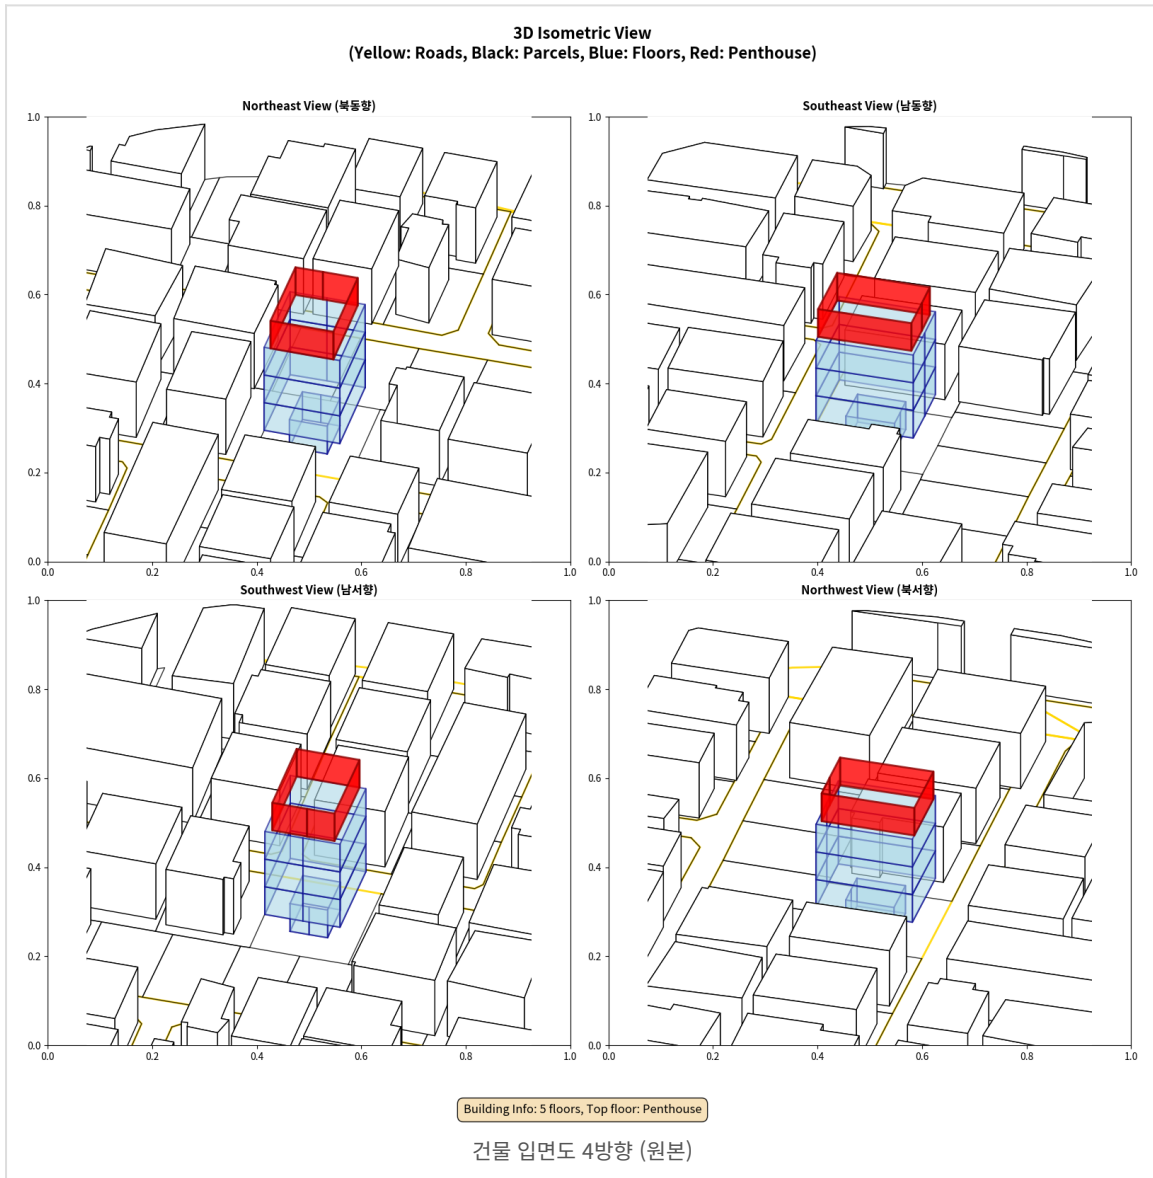 3D Isometric View
(Yellow: Roads, Black: Parcels, Blue: Floors, Red: Penthouse)
Northeast View (북동향)
1.0
0.8
0.6
0.4
0.2
0.0
0.0 0.2 0.4 0.6 0.8 1.0
Southeast View (남동향)
1.0
0.8
0.6
0.4
0.2
0.0
0.0 0.2 0.4 0.6 0.8 1.0
Southwest View (남서향)
1.0
0.8
0.6
0.4
0.2
0.0
0.0 0.2 0.4 0.6 0.8 1.0
Northwest View (북서향)
1.0
0.8
0.6
0.4
0.2
0.0
0.0 0.2 0.4 0.6 0.8 1.0
Building Info: 5 floors, Top floor: Penthouse
건물 입면도 4방향 (원본)